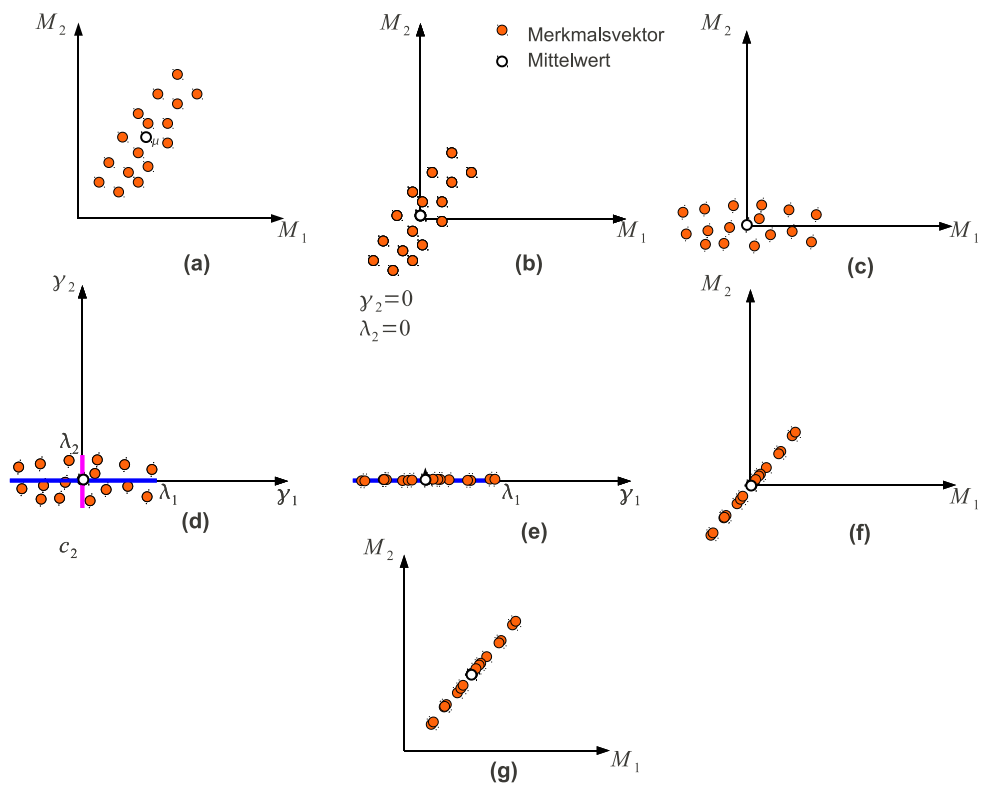 M₂
μ
M₁
(a)
M₂
Merkmalsvektor
Mittelwert
M₁
(b)
γ₂=0
λ₂=0
M₂
M₁
(c)
γ₂
λ₂
λ₁
γ₁
(d)
c₂
λ₁
γ₁
(e)
M₂
M₁
(f)
M₂
M₁
(g)